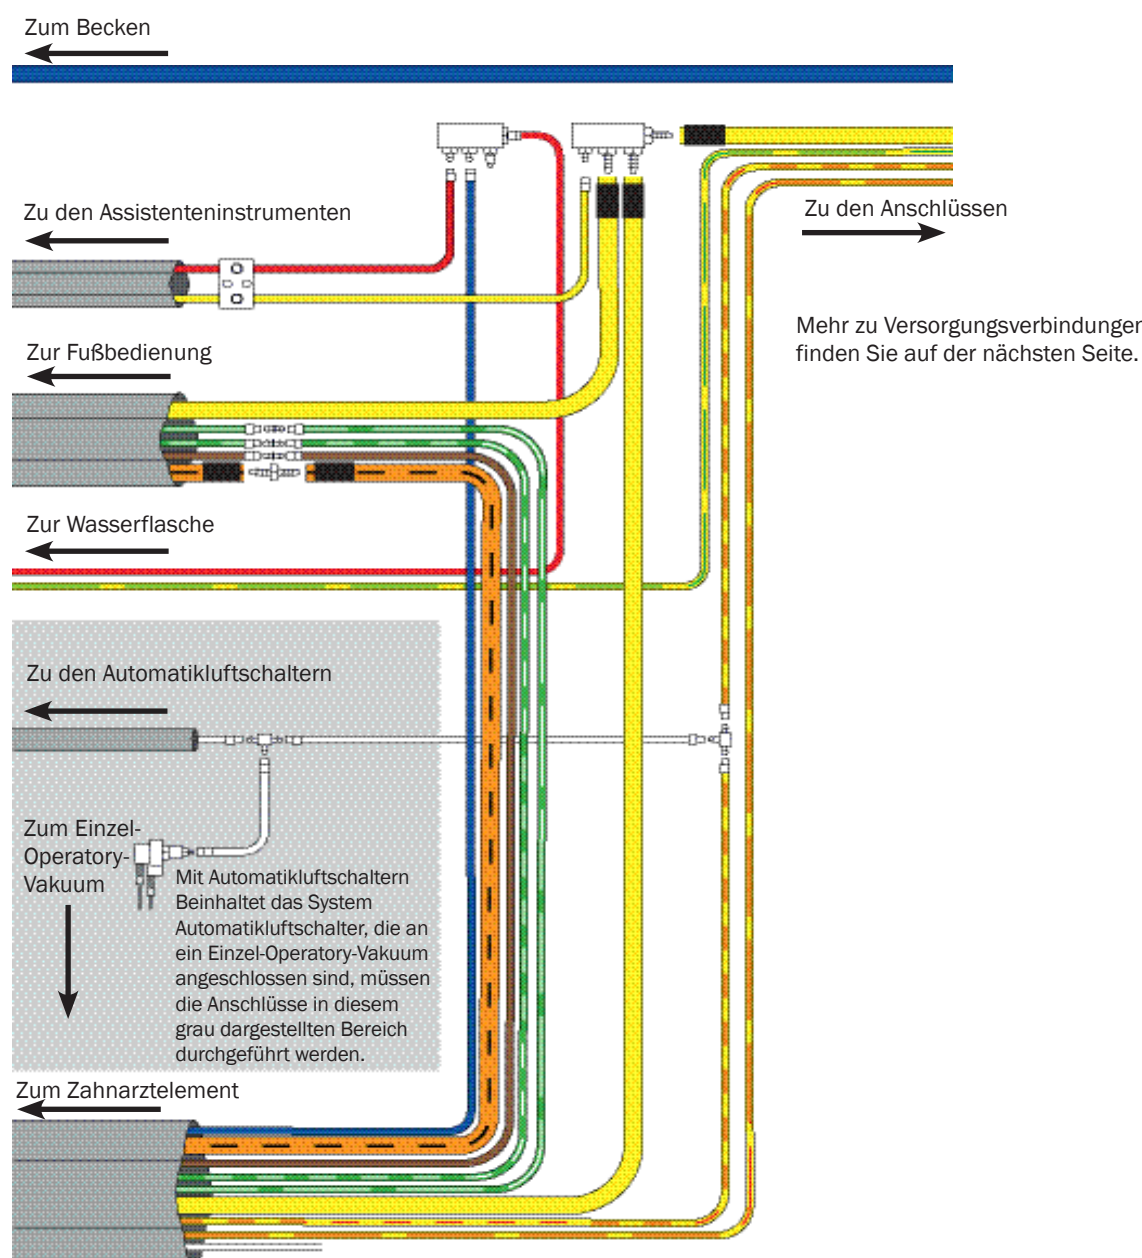 Zum Becken
Zu den Assistenteninstrumenten
Zu den Anschlüssen
Mehr zu Versorgungsverbindungen
finden Sie auf der nächsten Seite.
Zur Fußbedienung
Zur Wasserflasche
Zu den Automatikluftschaltern
Zum Einzel-
Operatory-
Vakuum
Mit Automatikluftschaltern
Beinhaltet das System
Automatikluftschalter, die an
ein Einzel-Operatory-Vakuum
angeschlossen sind, müssen
die Anschlüsse in diesem
grau dargestellten Bereich
durchgeführt werden.
Zum Zahnarztelement